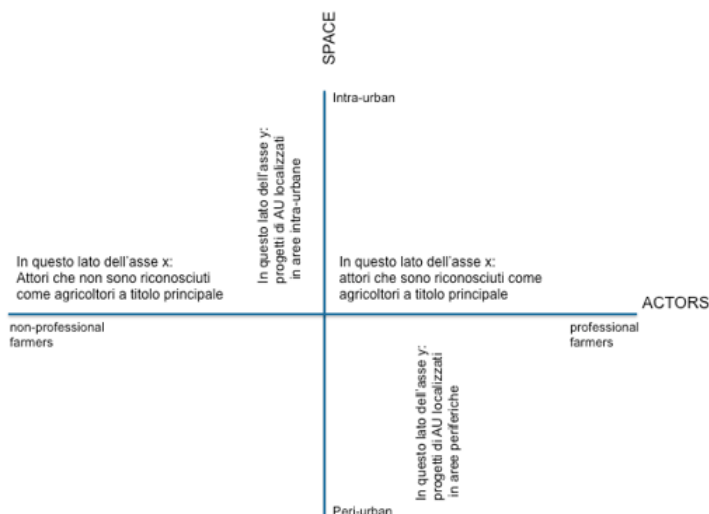 SPACE
Intra-urban
In questo lato dell'asse y:
progetti di AU localizzati
in aree intra-urbane
In questo lato dell'asse x:
Attori che non sono riconosciuti
come agricoltori a titolo principale
In questo lato dell'asse x:
attori che sono riconosciuti come
agricoltori a titolo principale
ACTORS
non-professional
farmers
professional
farmers
In questo lato dell'asse y:
progetti di AU localizzati
in aree periferiche
Peri-urban